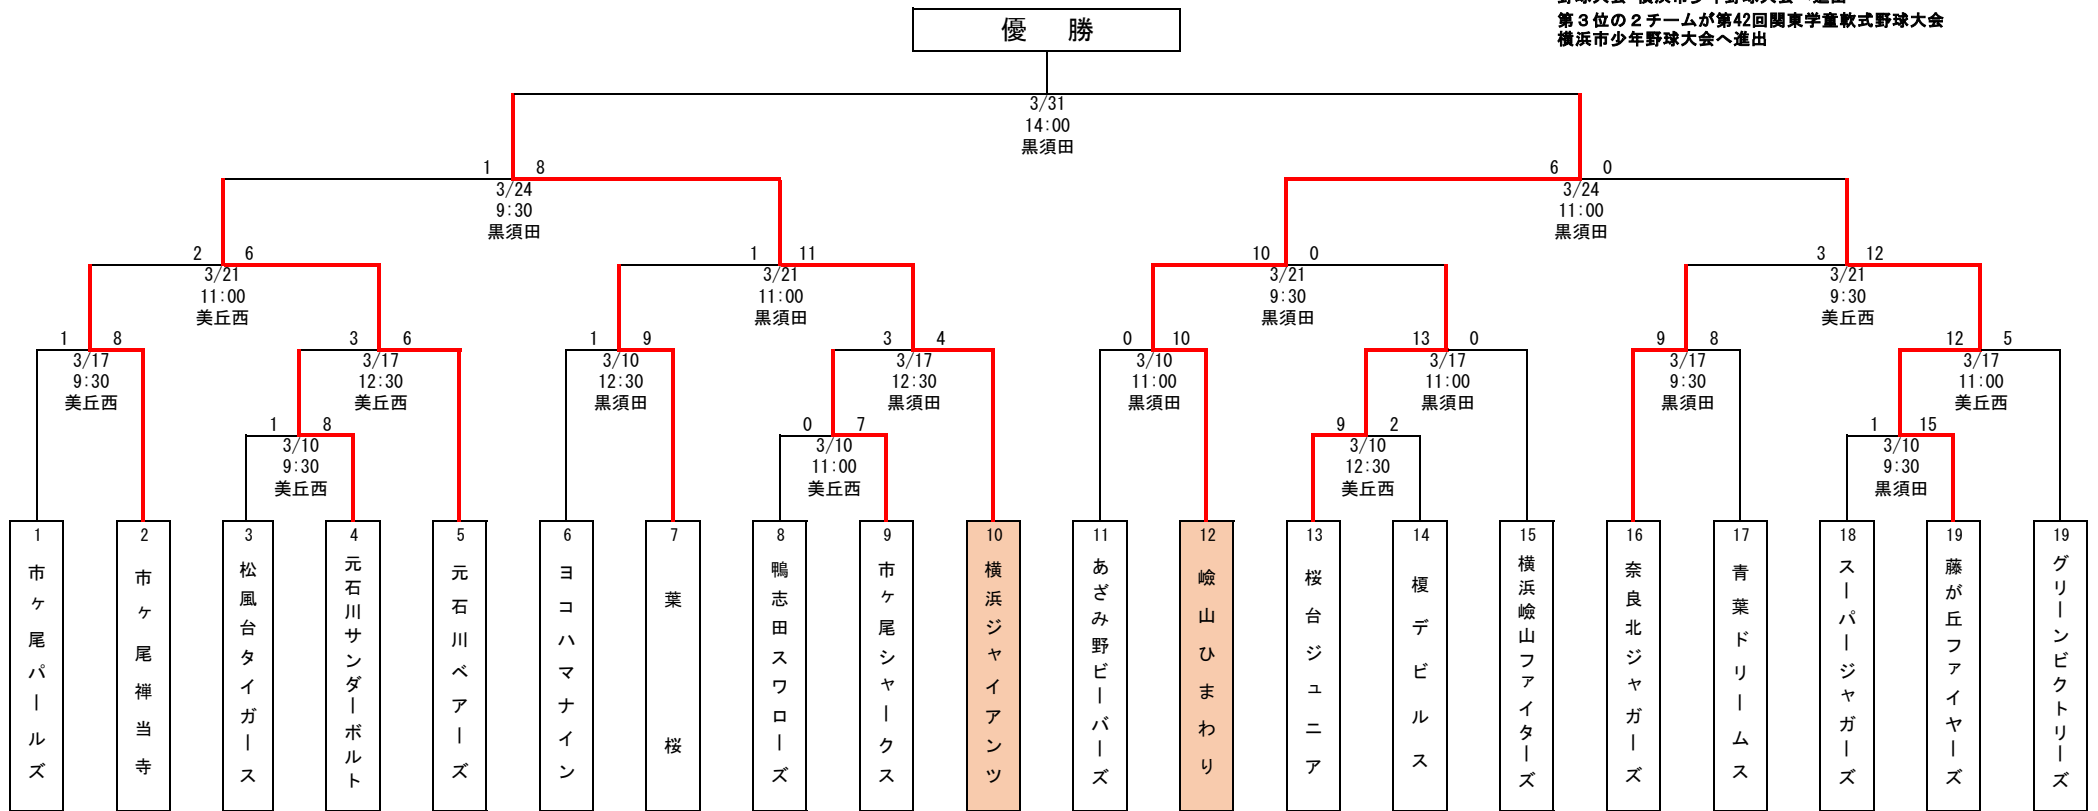 第３位の２チームが第42回関東学童軟式野球大会
横浜市少年野球大会へ進出
優　勝
3/31
14:00
黒須田
1 8
3/24
9:30
黒須田
6 0
3/24
11:00
黒須田
2 6
3/21
11:00
美丘西
1 11
3/21
11:00
黒須田
10 0
3/21
9:30
黒須田
3 12
3/21
9:30
美丘西
1 8
3/17
9:30
美丘西
3 6
3/17
12:30
美丘西
1 9
3/10
12:30
黒須田
3 4
3/17
12:30
黒須田
0 10
3/10
11:00
黒須田
13 0
3/17
11:00
黒須田
9 8
3/17
9:30
黒須田
12 5
3/17
11:00
美丘西
1 8
3/10
9:30
美丘西
0 7
3/10
11:00
美丘西
9 2
3/10
12:30
美丘西
1 15
3/10
9:30
黒須田
1
市ヶ尾パールズ
2
市ヶ尾禅当寺
3
松風台タイガース
4
元石川サンダーボルト
5
元石川ベアーズ
6
ヨコハマナイン
7
葉桜
8
鴨志田スワローズ
9
市ヶ尾シャークス
10
横浜ジャイアンツ
11
あざみ野ビーバーズ
12
嶮山ひまわり
13
桜台ジュニア
14
榎デビルス
15
横浜嶮山ファイターズ
16
奈良北ジャガーズ
17
青葉ドリームス
18
スーパージャガーズ
19
藤が丘ファイヤーズ
19
グリーンビクトリーズ